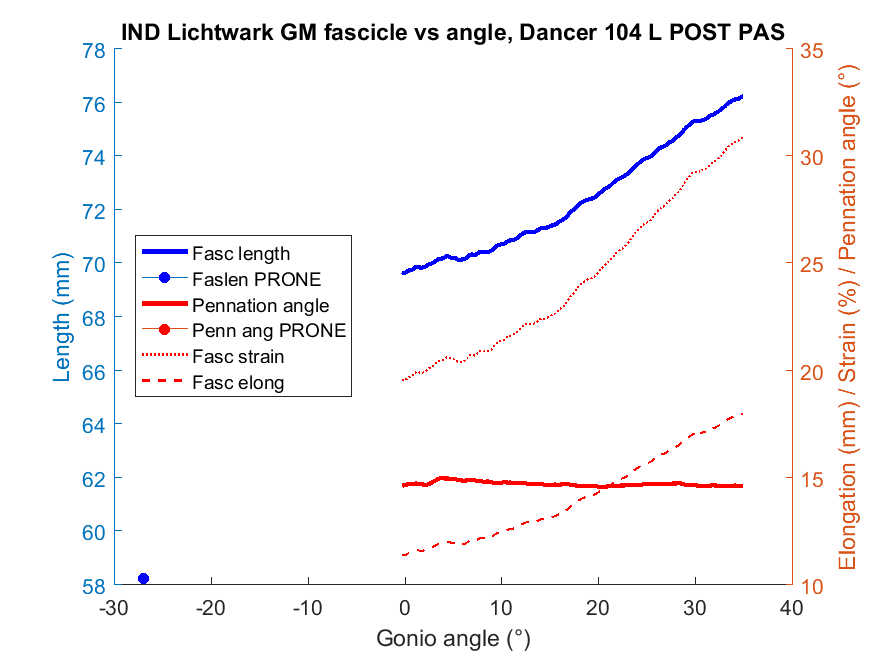 IND Lichtwark GM fascicle vs angle, Dancer 104 L POST PAS
78
76
74
72
70
68
66
64
62
60
58
Length (mm)
35
30
25
20
15
10
Elongation (mm) / Strain (%) / Pennation angle (°)
Fasc length
Faslen PRONE
Pennation angle
Penn ang PRONE
Fasc strain
Fasc elong
-30 -20 -10 0 10 20 30 40
Gonio angle (°)